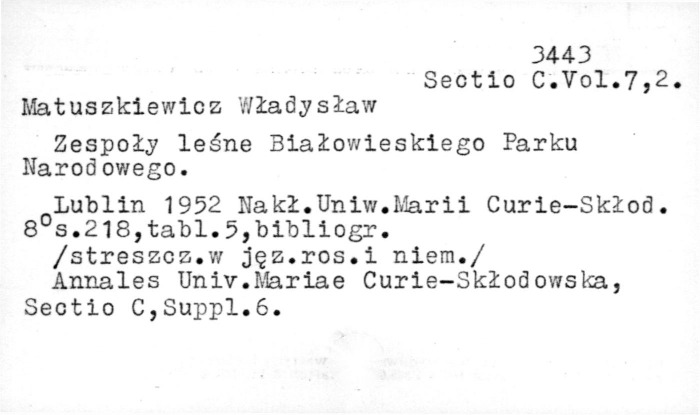 3443
Sectio C.Vol.7,2.
Matuszkiewicz Władysław
Zespoły leśne Białowieskiego Parku
Narodowego.
Lublin 1952 Nakł.Uniw.Marii Curie-Skłod.
8⁰s.218,tabl.5,bibliogr.
/streszcz.w jęz.ros.i niem./
Annales Univ.Mariae Curie-Skłodowska,
Sectio C,Suppl.6.